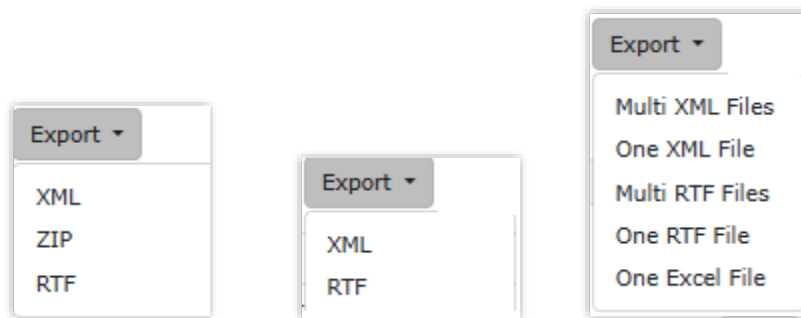 Export
XML
ZIP
RTF
Export
XML
RTF
Export
Multi XML Files
One XML File
Multi RTF Files
One RTF File
One Excel File